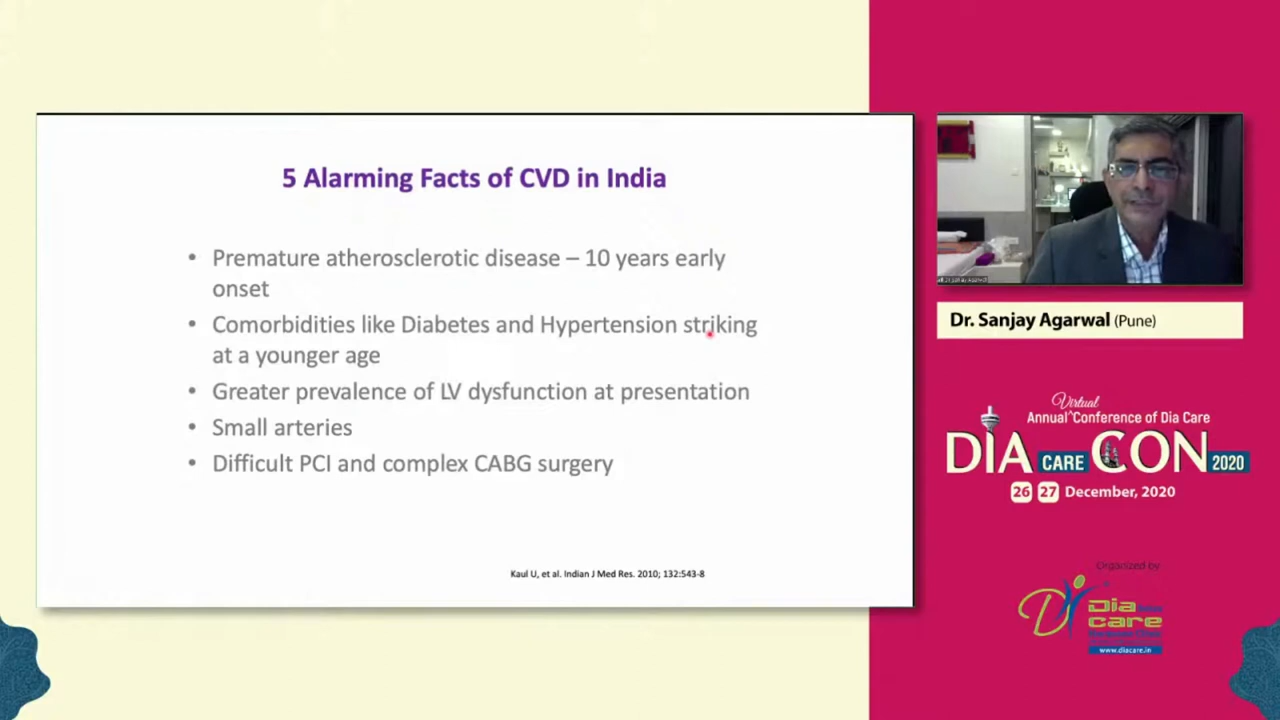 5 Alarming Facts of CVD in India
• Premature atherosclerotic disease – 10 years early
onset
• Comorbidities like Diabetes and Hypertension striking
at a younger age
• Greater prevalence of LV dysfunction at presentation
• Small arteries
• Difficult PCI and complex CABG surgery
Kaul U, et al. Indian J Med Res. 2010; 132:543-8
Dr. Sanjay Agarwal (Pune)
Virtual
Annual^Conference of Dia Care
DIA CARE CON 2020
26 27 December, 2020
Organized by
Dia
care
www.diacare.in